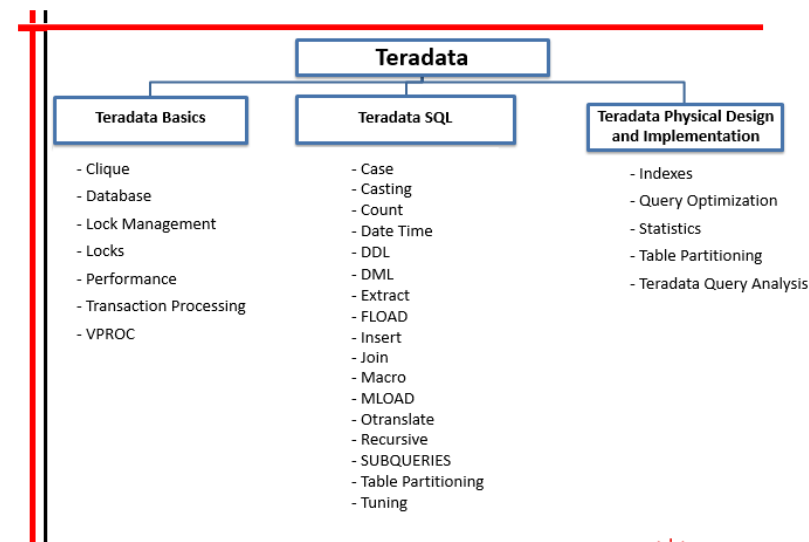 Teradata
Teradata Basics
- Clique
- Database
- Lock Management
- Locks
- Performance
- Transaction Processing
- VPROC
Teradata SQL
- Case
- Casting
- Count
- Date Time
- DDL
- DML
- Extract
- FLOAD
- Insert
- Join
- Macro
- MLOAD
- Otranslate
- Recursive
- SUBQUERIES
- Table Partitioning
- Tuning
Teradata Physical Design
and Implementation
- Indexes
- Query Optimization
- Statistics
- Table Partitioning
- Teradata Query Analysis